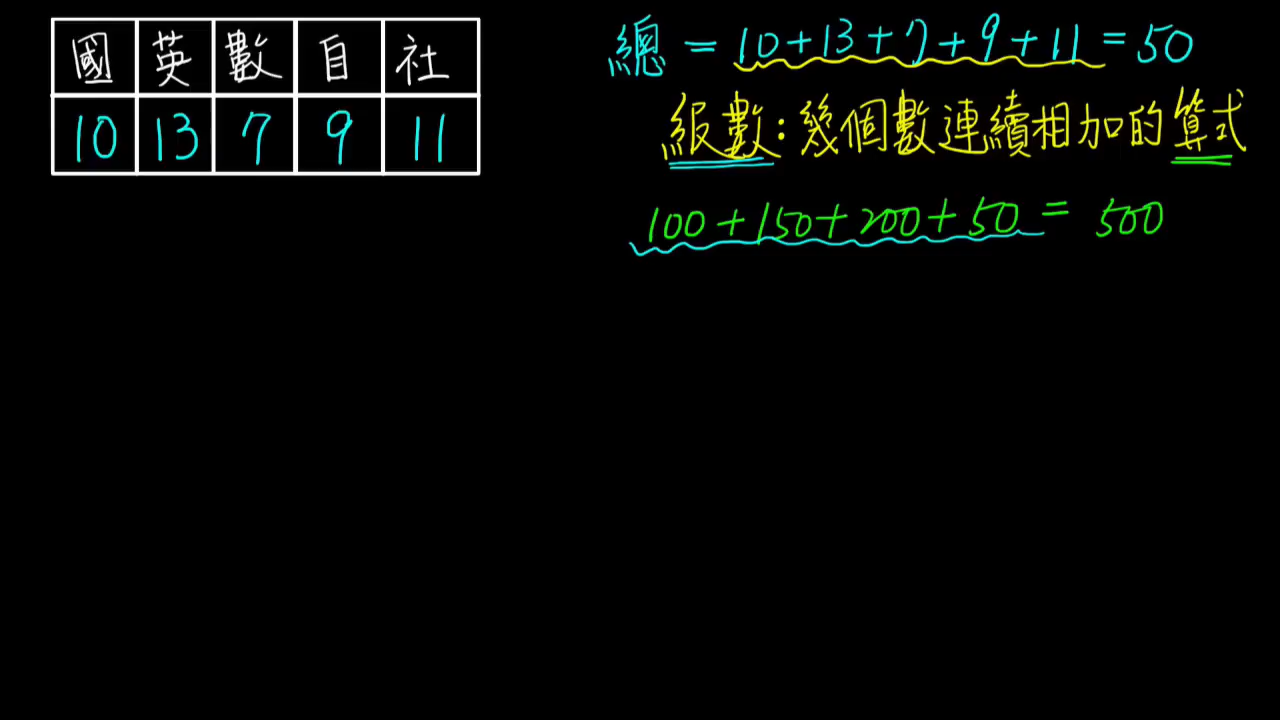 國 英 數 自 社
10 13 7 9 11
總 = 10+13+7+9+11 = 50
級數:幾個數連續相加的算式
100+150+200+50 = 500